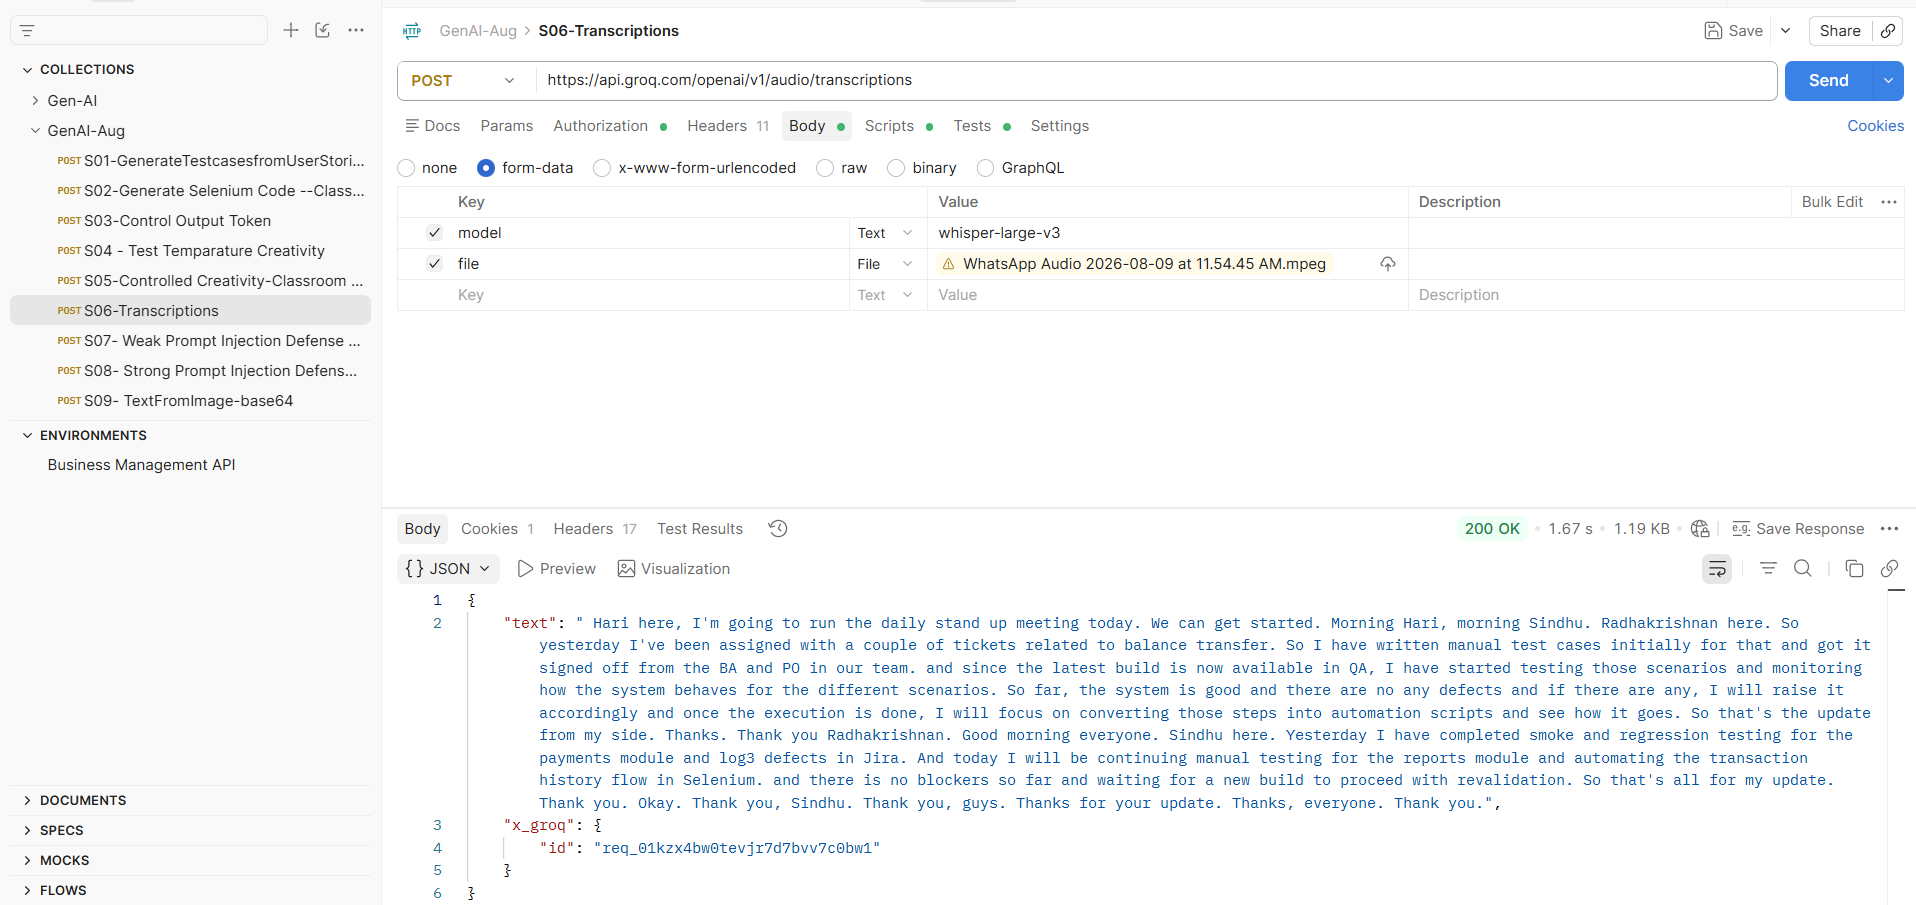 GenAI-Aug > S06-Transcriptions
Save
Share
COLLECTIONS
Gen-AI
GenAI-Aug
POST S01-GenerateTestcasesfromUserStori...
POST S02-Generate Selenium Code --Class...
POST S03-Control Output Token
POST S04 - Test Temparature Creativity
POST S05-Controlled Creativity-Classroom ...
POST S06-Transcriptions
POST S07- Weak Prompt Injection Defense ...
POST S08- Strong Prompt Injection Defens...
POST S09- TextFromImage-base64
ENVIRONMENTS
Business Management API
DOCUMENTS
SPECS
MOCKS
FLOWS
HTTP
POST https://api.groq.com/openai/v1/audio/transcriptions
Send
Docs Params Authorization Headers 11 Body Scripts Tests Settings Cookies
none form-data x-www-form-urlencoded raw binary GraphQL
Key Value Description Bulk Edit
model Text whisper-large-v3
file File WhatsApp Audio 2026-08-09 at 11.54.45 AM.mpeg
Key Text Value Description
Body Cookies 1 Headers 17 Test Results 200 OK • 1.67 s • 1.19 KB e.g. Save Response
{} JSON Preview Visualization
1 {
2 "text": " Hari here, I'm going to run the daily stand up meeting today. We can get started. Morning Hari, morning Sindhu. Radhakrishnan here. So
yesterday I've been assigned with a couple of tickets related to balance transfer. So I have written manual test cases initially for that and got it
signed off from the BA and PO in our team. and since the latest build is now available in QA, I have started testing those scenarios and monitoring
how the system behaves for the different scenarios. So far, the system is good and there are no any defects and if there are any, I will raise it
accordingly and once the execution is done, I will focus on converting those steps into automation scripts and see how it goes. So that's the update
from my side. Thanks. Thank you Radhakrishnan. Good morning everyone. Sindhu here. Yesterday I have completed smoke and regression testing for the
payments module and log3 defects in Jira. And today I will be continuing manual testing for the reports module and automating the transaction
history flow in Selenium. and there is no blockers so far and waiting for a new build to proceed with revalidation. So that's all for my update.
Thank you. Okay. Thank you, Sindhu. Thank you, guys. Thanks for your update. Thanks, everyone. Thank you.",
3 "x_groq": {
4 "id": "req_01kzx4bw0tevjr7d7bvv7c0bw1"
5 }
6 }